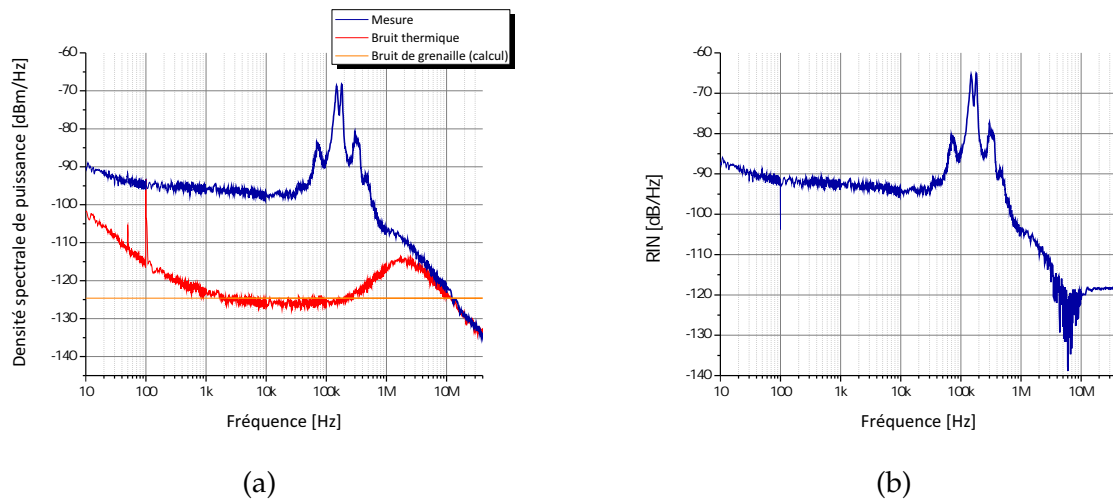 Mesure
Bruit thermique
Bruit de grenaille (calcul)
Densité spectrale de puissance [dBm/Hz]
-60
-70
-80
-90
-100
-110
-120
-130
-140
10
100
1k
10k
100k
1M
10M
Fréquence [Hz]
(a)
RIN [dB/Hz]
-60
-70
-80
-90
-100
-110
-120
-130
-140
10
100
1k
10k
100k
1M
10M
Fréquence [Hz]
(b)